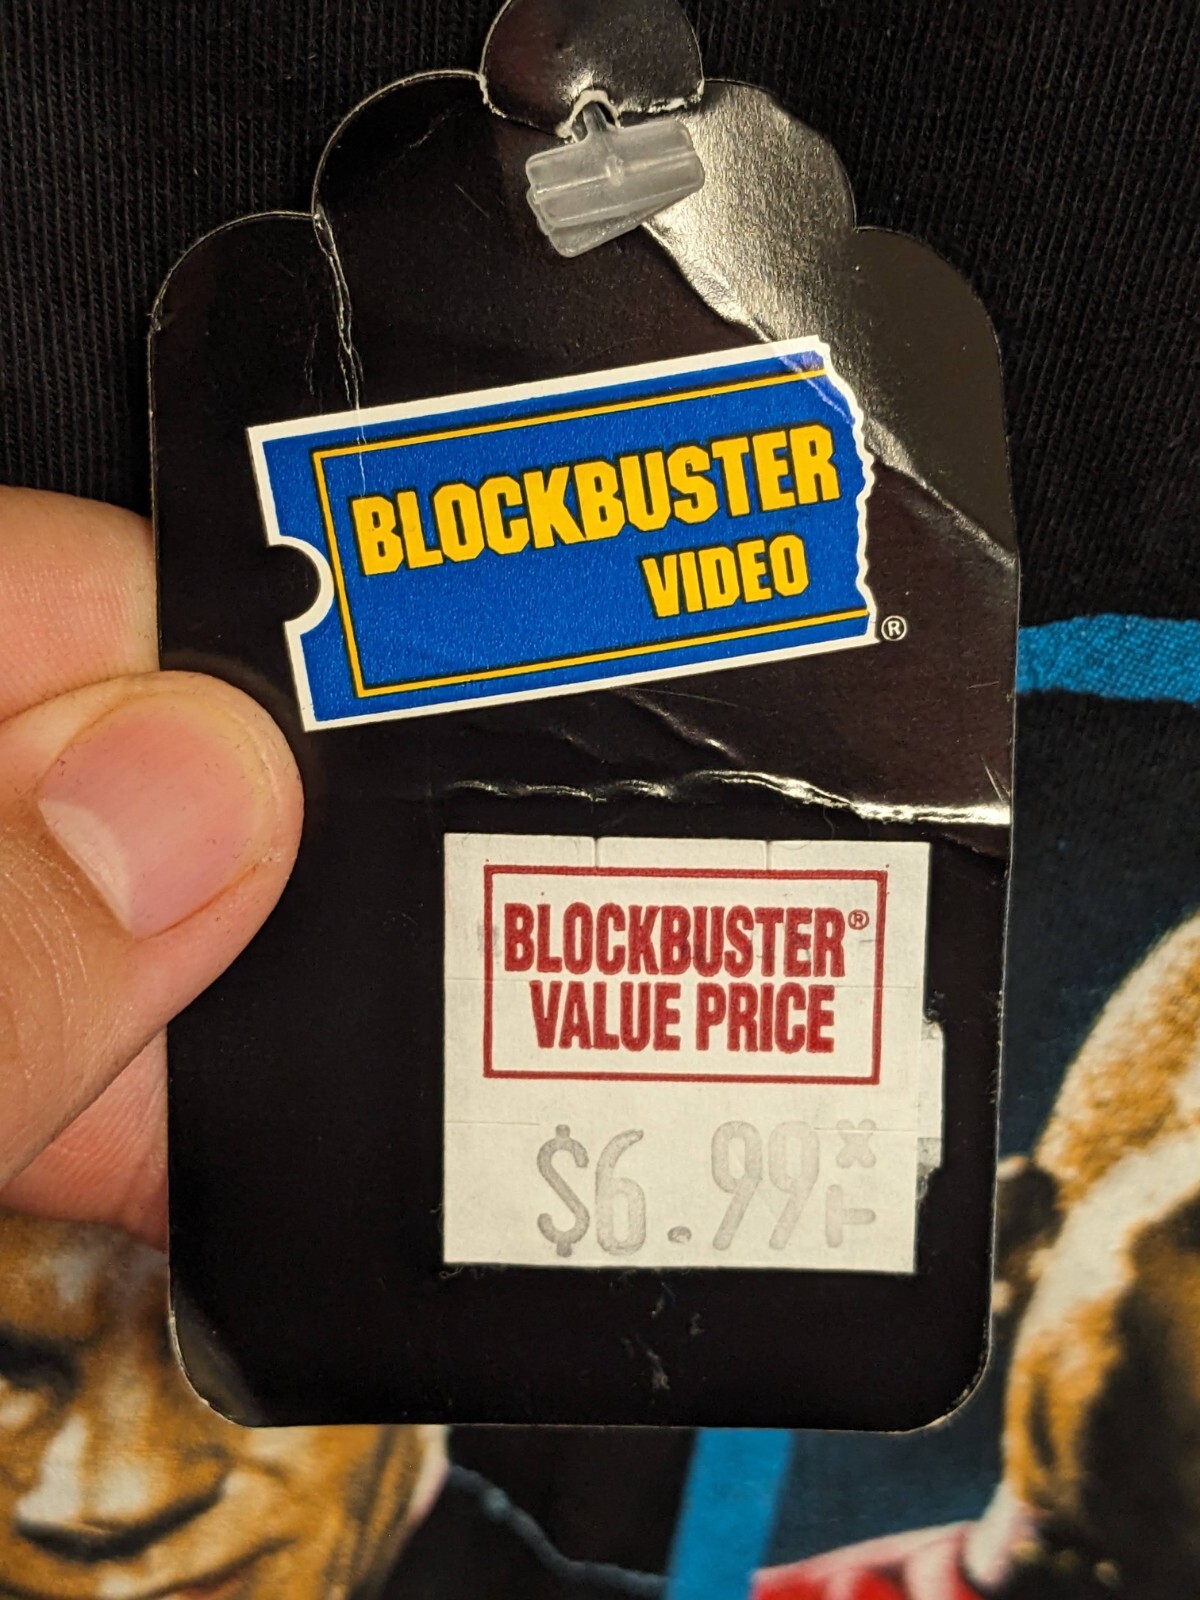 BLOCKBUSTER
VIDEO
®
BLOCKBUSTER®
VALUE PRICE
$6.99